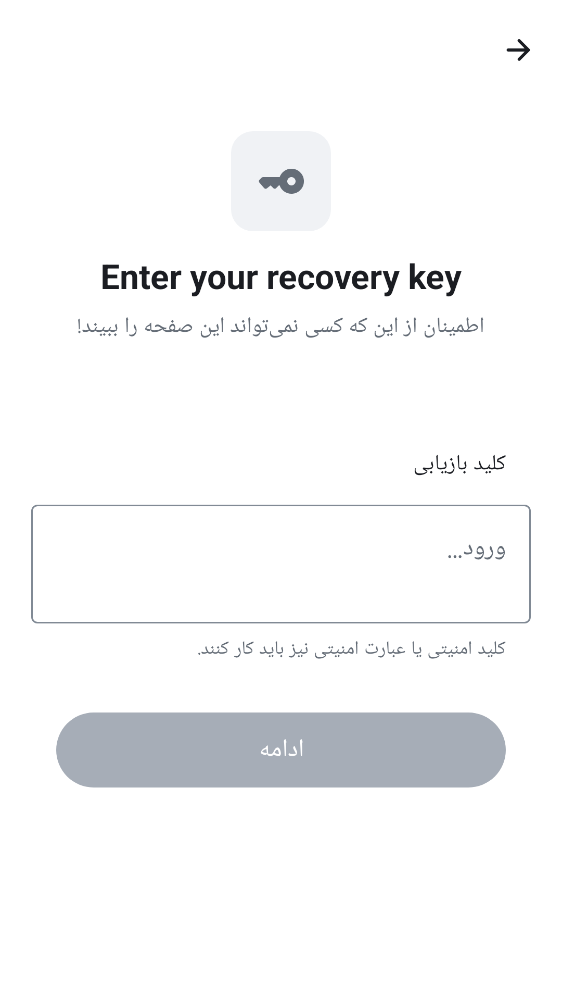 Enter your recovery key
اطمینان از این که کسی نمی‌تواند این صفحه را ببیند!
کلید بازیابی
ورود...
کلید امنیتی یا عبارت امنیتی نیز باید کار کنند.
ادامه